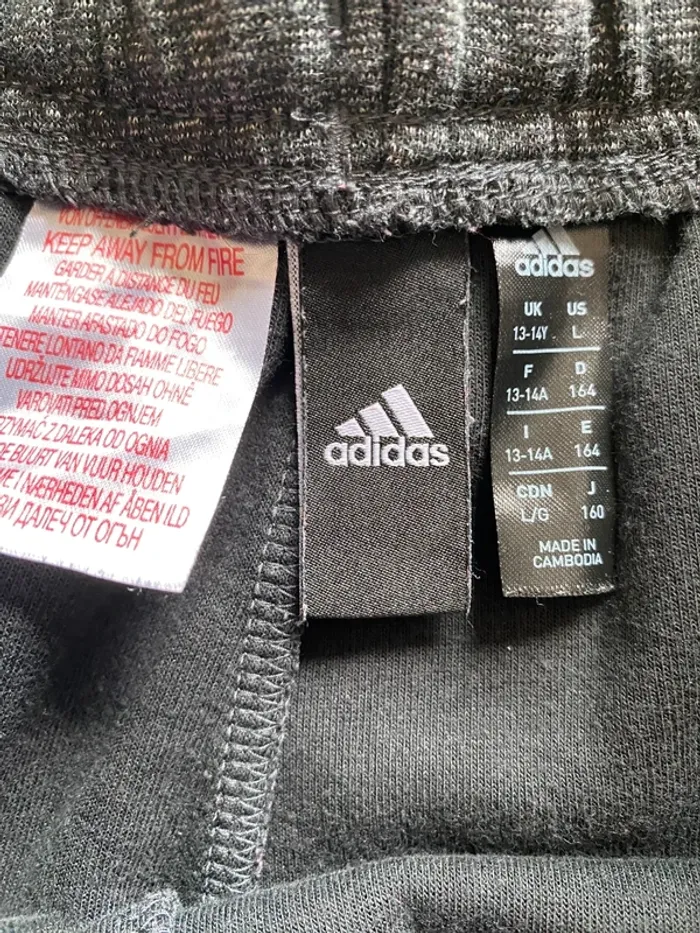 KEEP AWAY FROM FIRE
GARDER À DISTANCE DU FEU
MANTÉNGASE ALEJADO DEL FUEGO
MANTER AFASTADO DO FOGO
TENERE LONTANO DA FIAMME LIBERE
UDRŽUJTE MIMO DOSAH OHNĚ
VAROVAŤ PRED OGNJEM
Z DALEKA OD OGNIA
BUURT VAN VUUR HOUDEN
I NÆRHEDEN AF ÅBEN ILD
ДАЛЕЧ ОТ ОГЪН
adidas
adidas
UK US
13-14Y L
F D
13-14A 164
I E
13-14A 164
CDN J
L/G 160
MADE IN
CAMBODIA